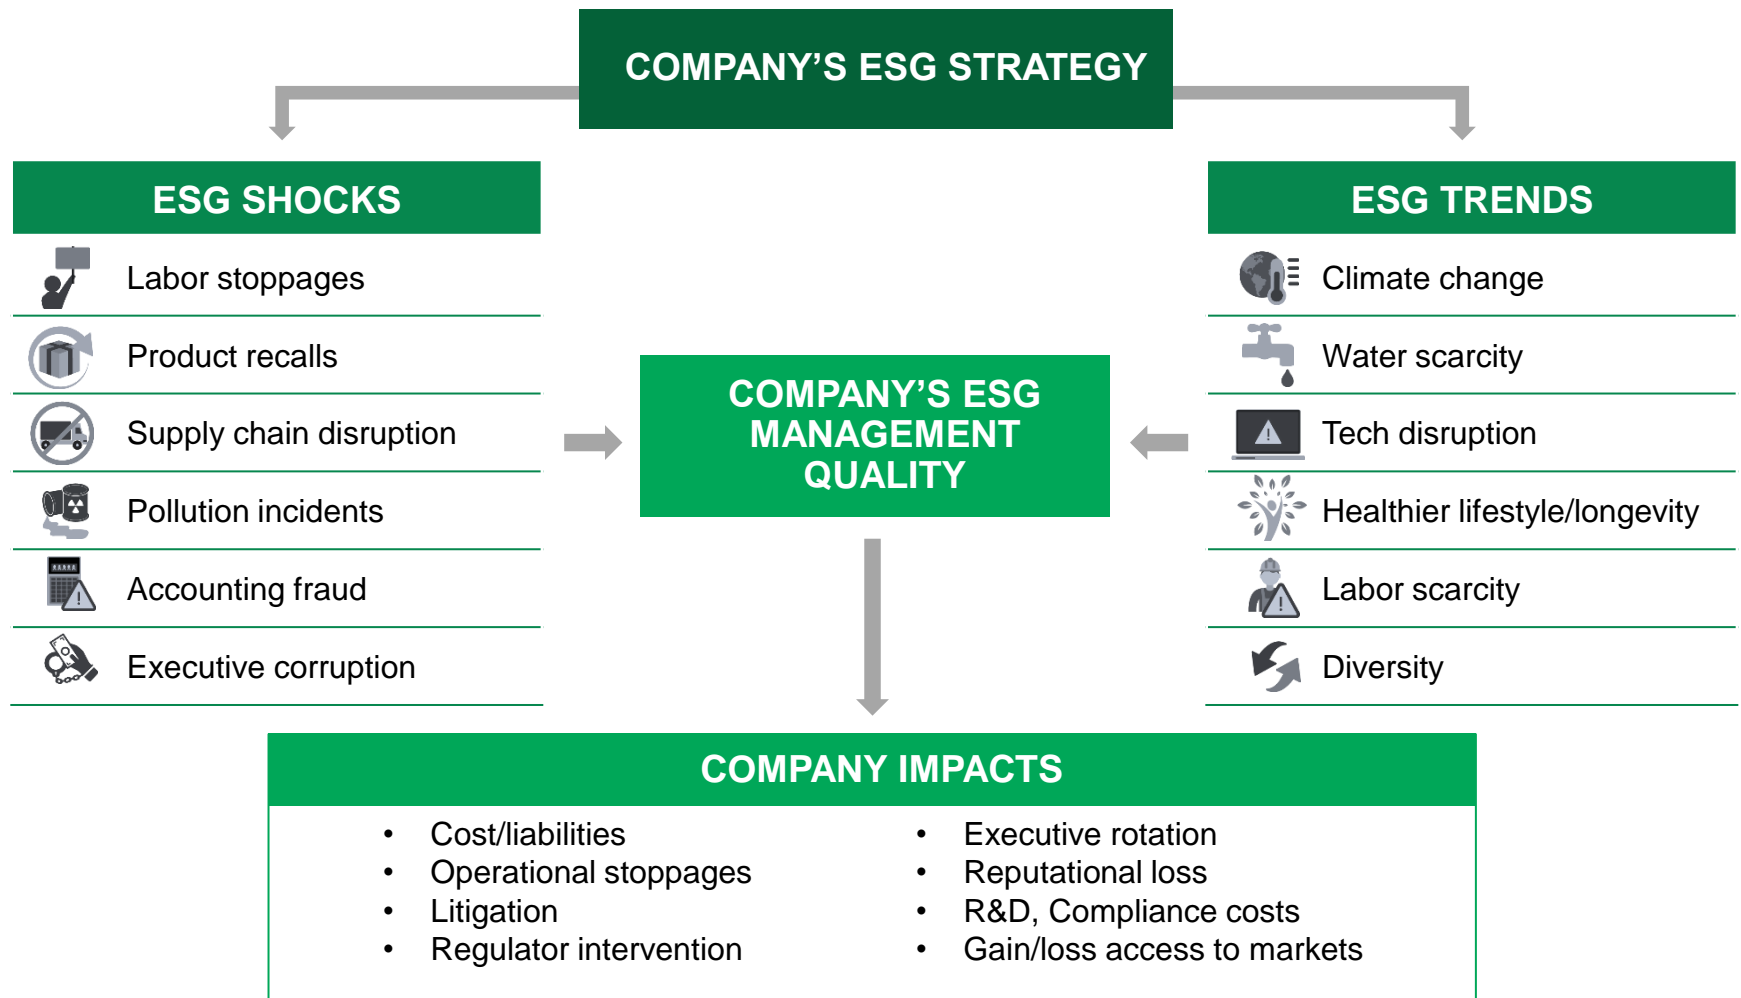 COMPANY’S ESG STRATEGY
ESG SHOCKS
Labor stoppages
Product recalls
Supply chain disruption
Pollution incidents
Accounting fraud
Executive corruption
COMPANY’S ESG
MANAGEMENT
QUALITY
ESG TRENDS
Climate change
Water scarcity
Tech disruption
Healthier lifestyle/longevity
Labor scarcity
Diversity
COMPANY IMPACTS
• Cost/liabilities
• Operational stoppages
• Litigation
• Regulator intervention
• Executive rotation
• Reputational loss
• R&D, Compliance costs
• Gain/loss access to markets